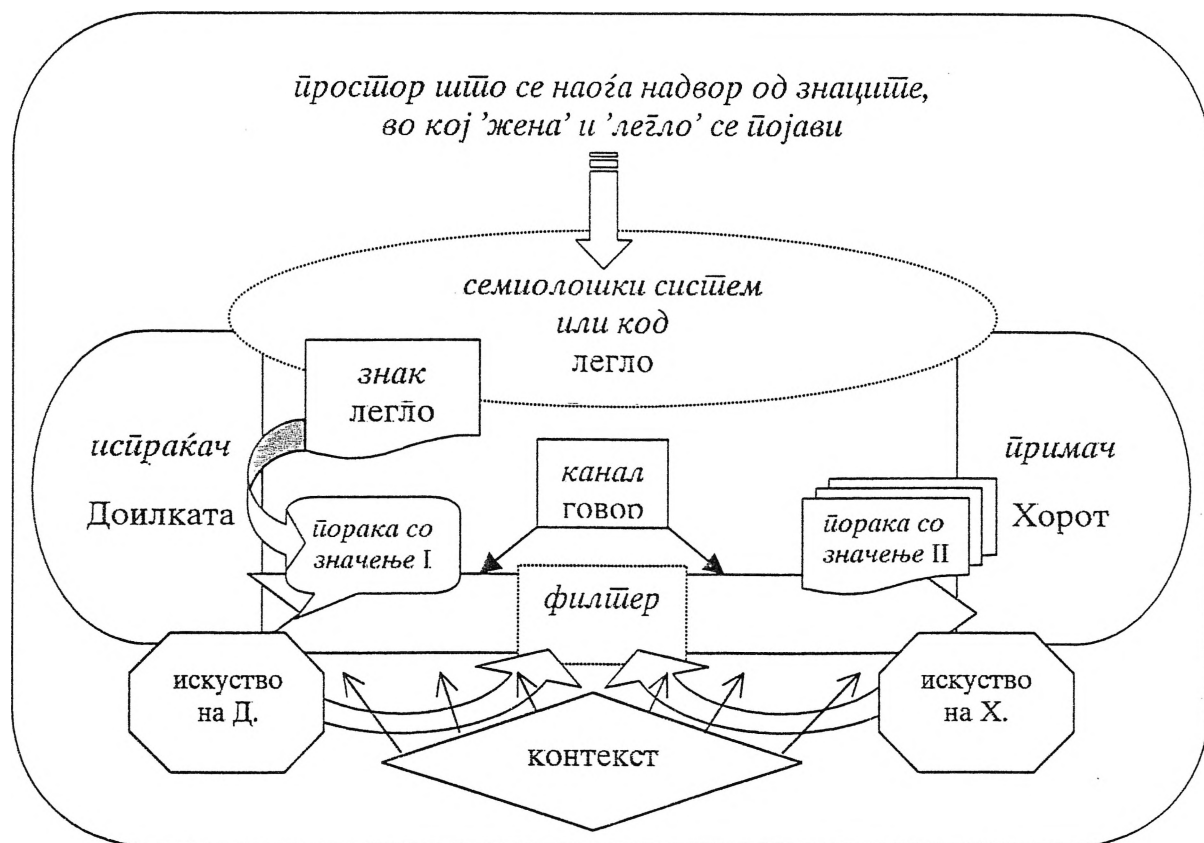 простор што се наоѓа надвор од знаците,
во кој 'жена' и 'легло' се појави
семиолошки систем
или код
легло
знак
легло
испраќач
Доилката
канал
говор
примач
Хорот
порака со
значење I
порака со
значење II
филтер
искуство
на Д.
искуство
на Х.
контекст